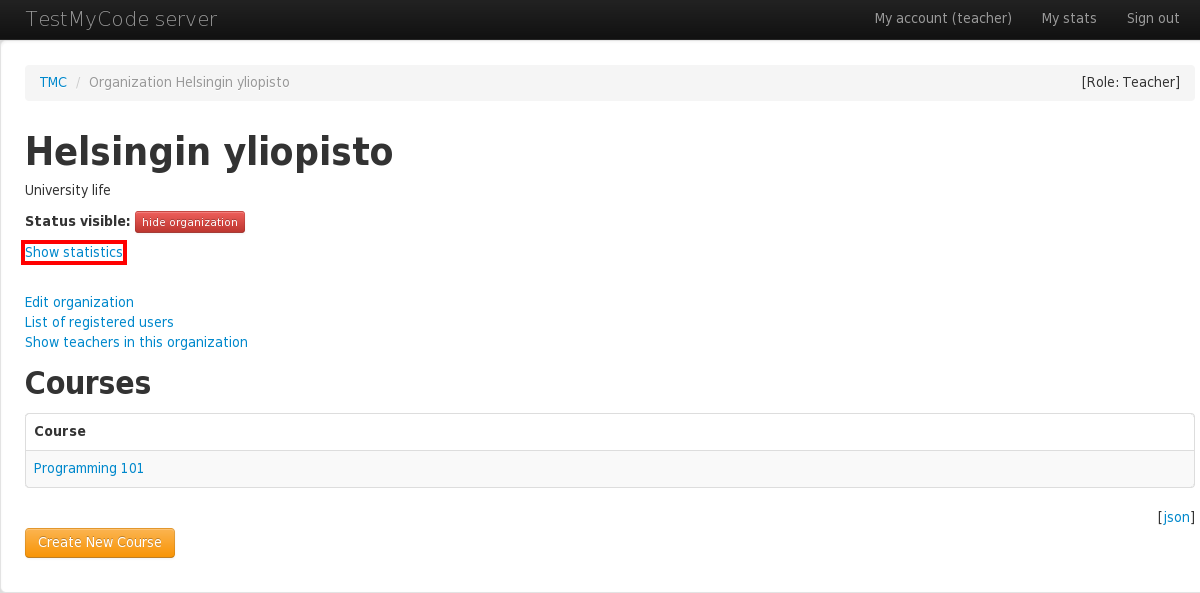 TestMyCode server My account (teacher) My stats Sign out
TMC / Organization Helsingin yliopisto [Role: Teacher]
Helsingin yliopisto
University life
Status visible: hide organization
Show statistics
Edit organization
List of registered users
Show teachers in this organization
Courses
Course
Programming 101
[json]
Create New Course